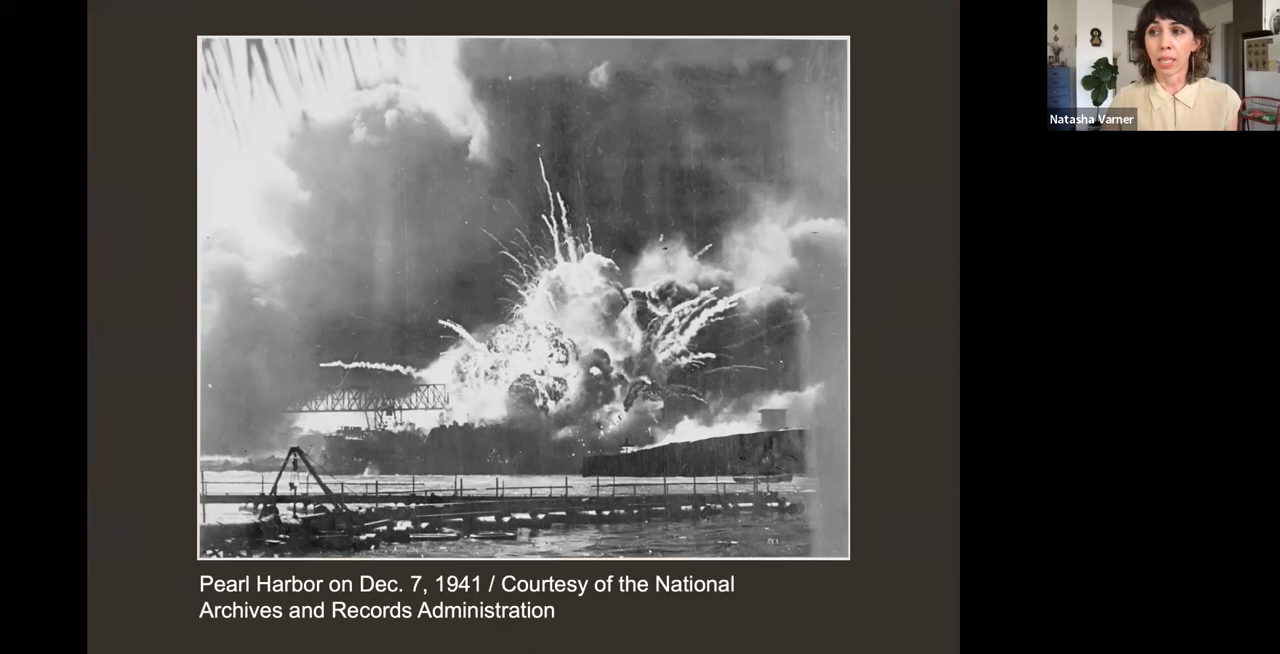 Natasha Varner
Pearl Harbor on Dec. 7, 1941 / Courtesy of the National
Archives and Records Administration